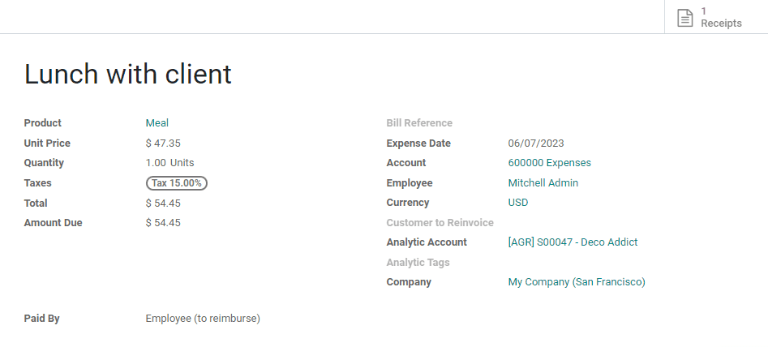 1
Receipts
Lunch with client
Product Meal
Unit Price $ 47.35
Quantity 1.00 Units
Taxes Tax 15.00%
Total $ 54.45
Amount Due $ 54.45
Paid By Employee (to reimburse)
Bill Reference
Expense Date 06/07/2023
Account 600000 Expenses
Employee Mitchell Admin
Currency USD
Customer to Reinvoice
Analytic Account [AGR] S00047 - Deco Addict
Analytic Tags
Company My Company (San Francisco)